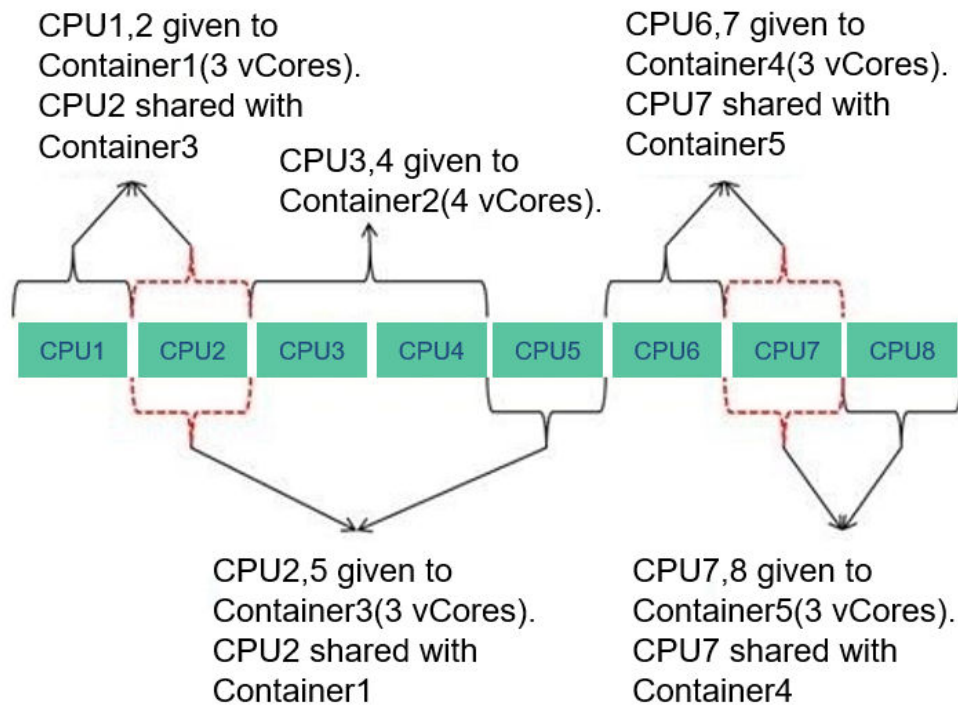 CPU1,2 given to
Container1(3 vCores).
CPU2 shared with
Container3
CPU3,4 given to
Container2(4 vCores).
CPU6,7 given to
Container4(3 vCores).
CPU7 shared with
Container5
CPU1 CPU2 CPU3 CPU4 CPU5 CPU6 CPU7 CPU8
CPU2,5 given to
Container3(3 vCores).
CPU2 shared with
Container1
CPU7,8 given to
Container5(3 vCores).
CPU7 shared with
Container4